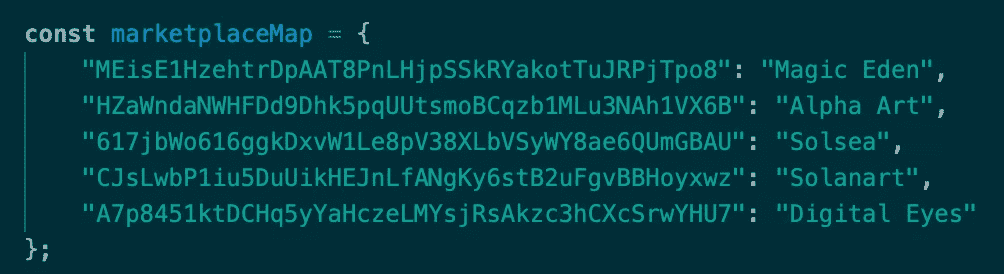 const marketplaceMap = {
"MEisE1HzehtrDpAAT8PnLHjpSSkRYakotTuJRPjTpo8": "Magic Eden",
"HZaWndaNWHFDd9Dhk5pqUUtsmoBCqzb1MLu3NAh1VX6B": "Alpha Art",
"617jbWo616ggkDxvW1Le8pV38XLbVSyWY8ae6QUmGBAU": "Solsea",
"CJsLwbP1iu5DuUikHEJnLfANgKy6stB2uFgvBBHoyxwz": "Solanart",
"A7p8451ktDCHq5yYaHczeLMYsjRsAkzc3hCXcSrwYHU7": "Digital Eyes"
};